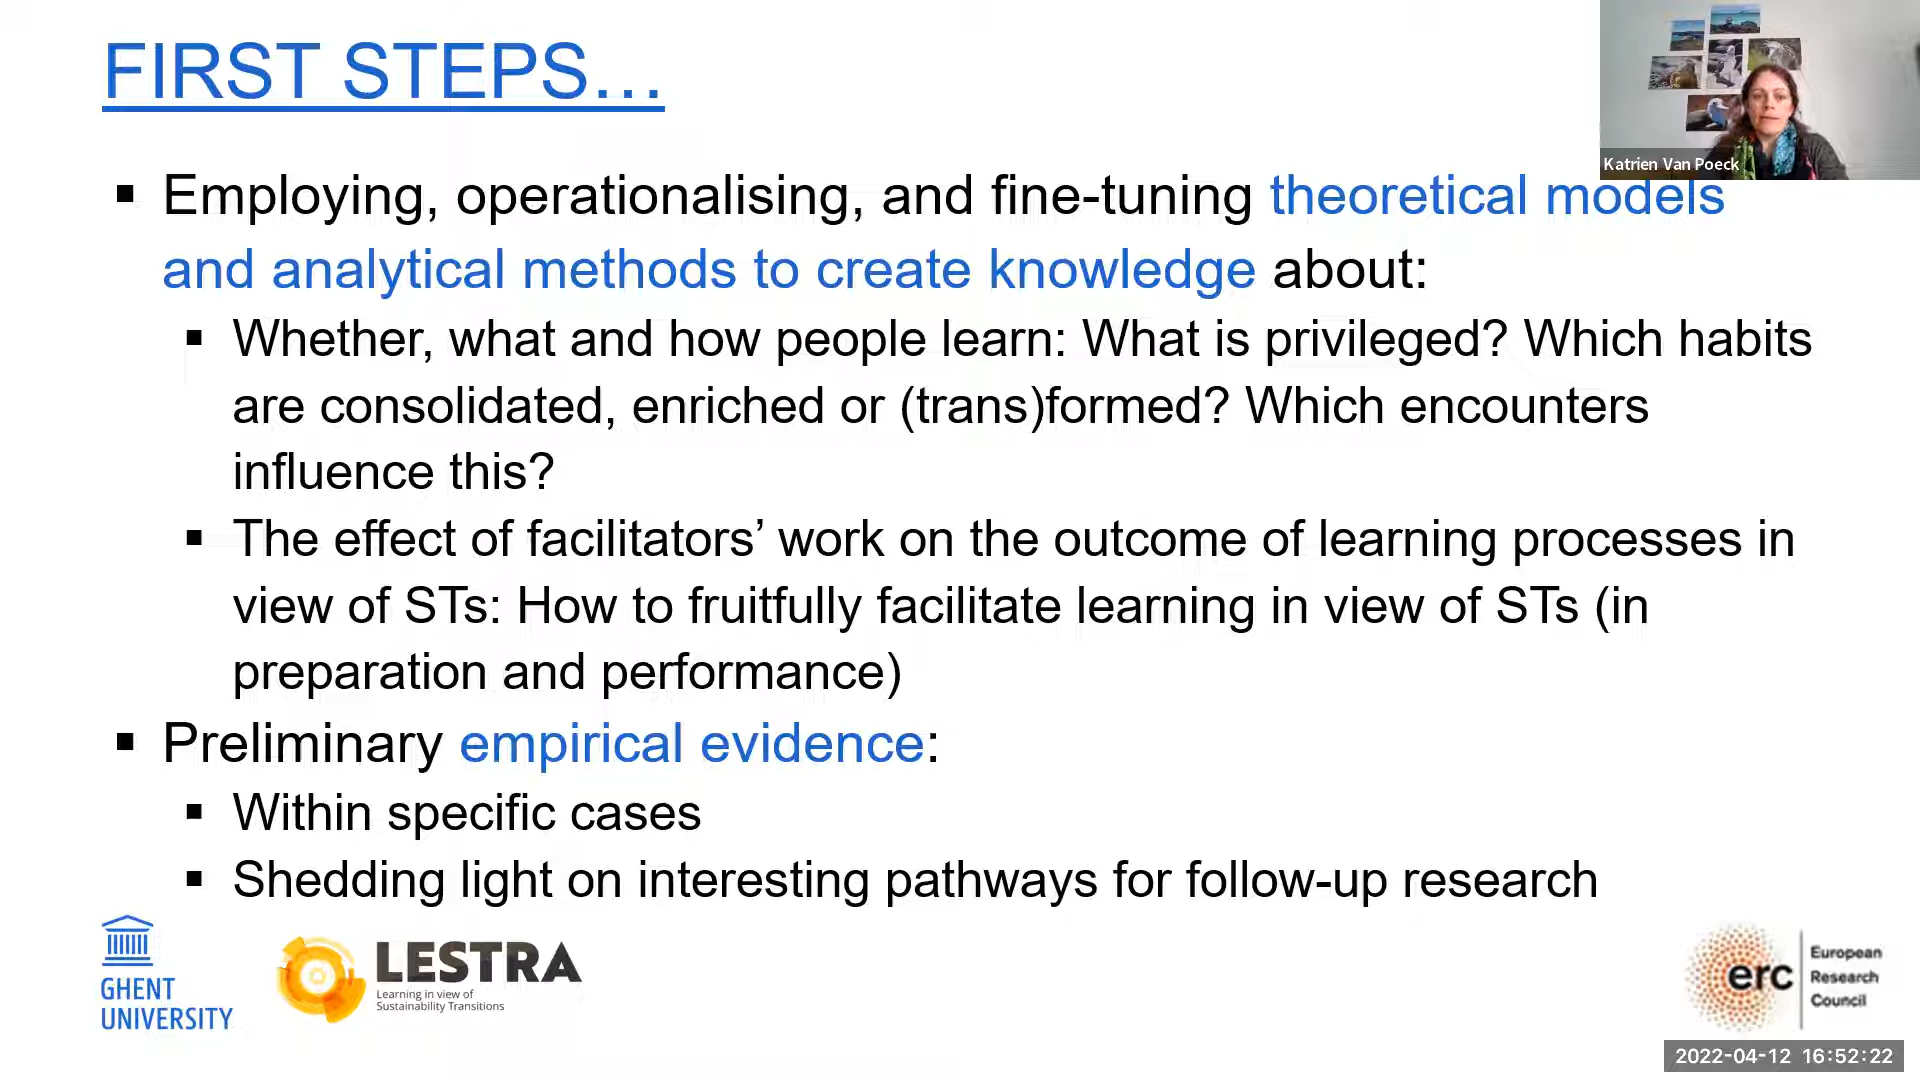 FIRST STEPS…
Katrien Van Poeck
▪ Employing, operationalising, and fine-tuning theoretical models
and analytical methods to create knowledge about:
▪ Whether, what and how people learn: What is privileged? Which habits
are consolidated, enriched or (trans)formed? Which encounters
influence this?
▪ The effect of facilitators’ work on the outcome of learning processes in
view of STs: How to fruitfully facilitate learning in view of STs (in
preparation and performance)
▪ Preliminary empirical evidence:
▪ Within specific cases
▪ Shedding light on interesting pathways for follow-up research
GHENT
UNIVERSITY
LESTRA
Learning in view of
Sustainability Transitions
erc
European
Research
Council
2022-04-12 16:52:22